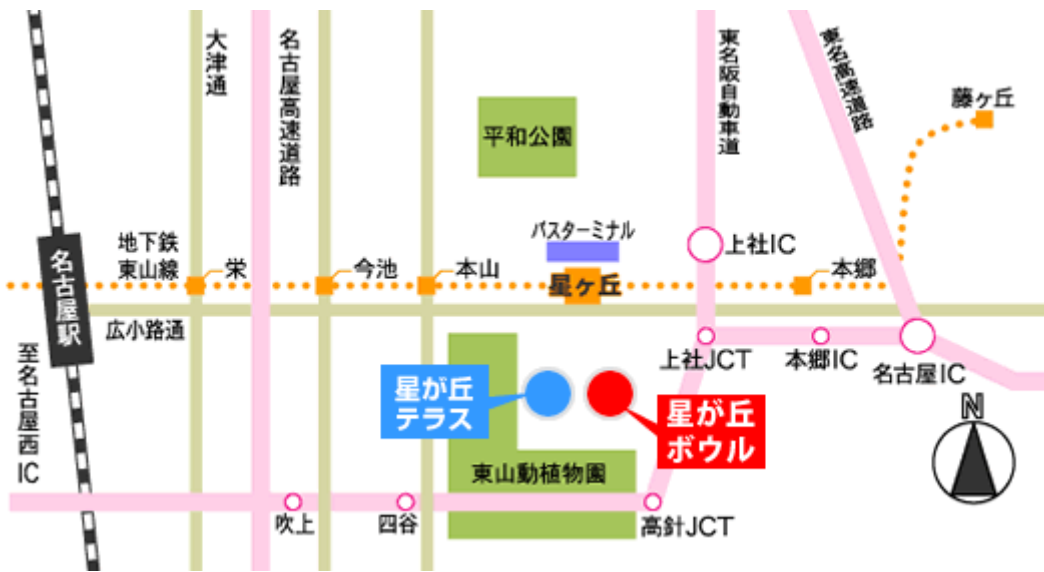 大津通
名古屋高速道路
東名阪自動車道
東名高速道路
藤ヶ丘
平和公園
バスターミナル
地下鉄
東山線
栄
今池
本山
星ヶ丘
上社IC
本郷
名古屋駅
広小路通
至名古屋西IC
星が丘
テラス
星が丘
ボウル
上社JCT
本郷IC
名古屋IC
N
東山動植物園
吹上
四谷
高針JCT